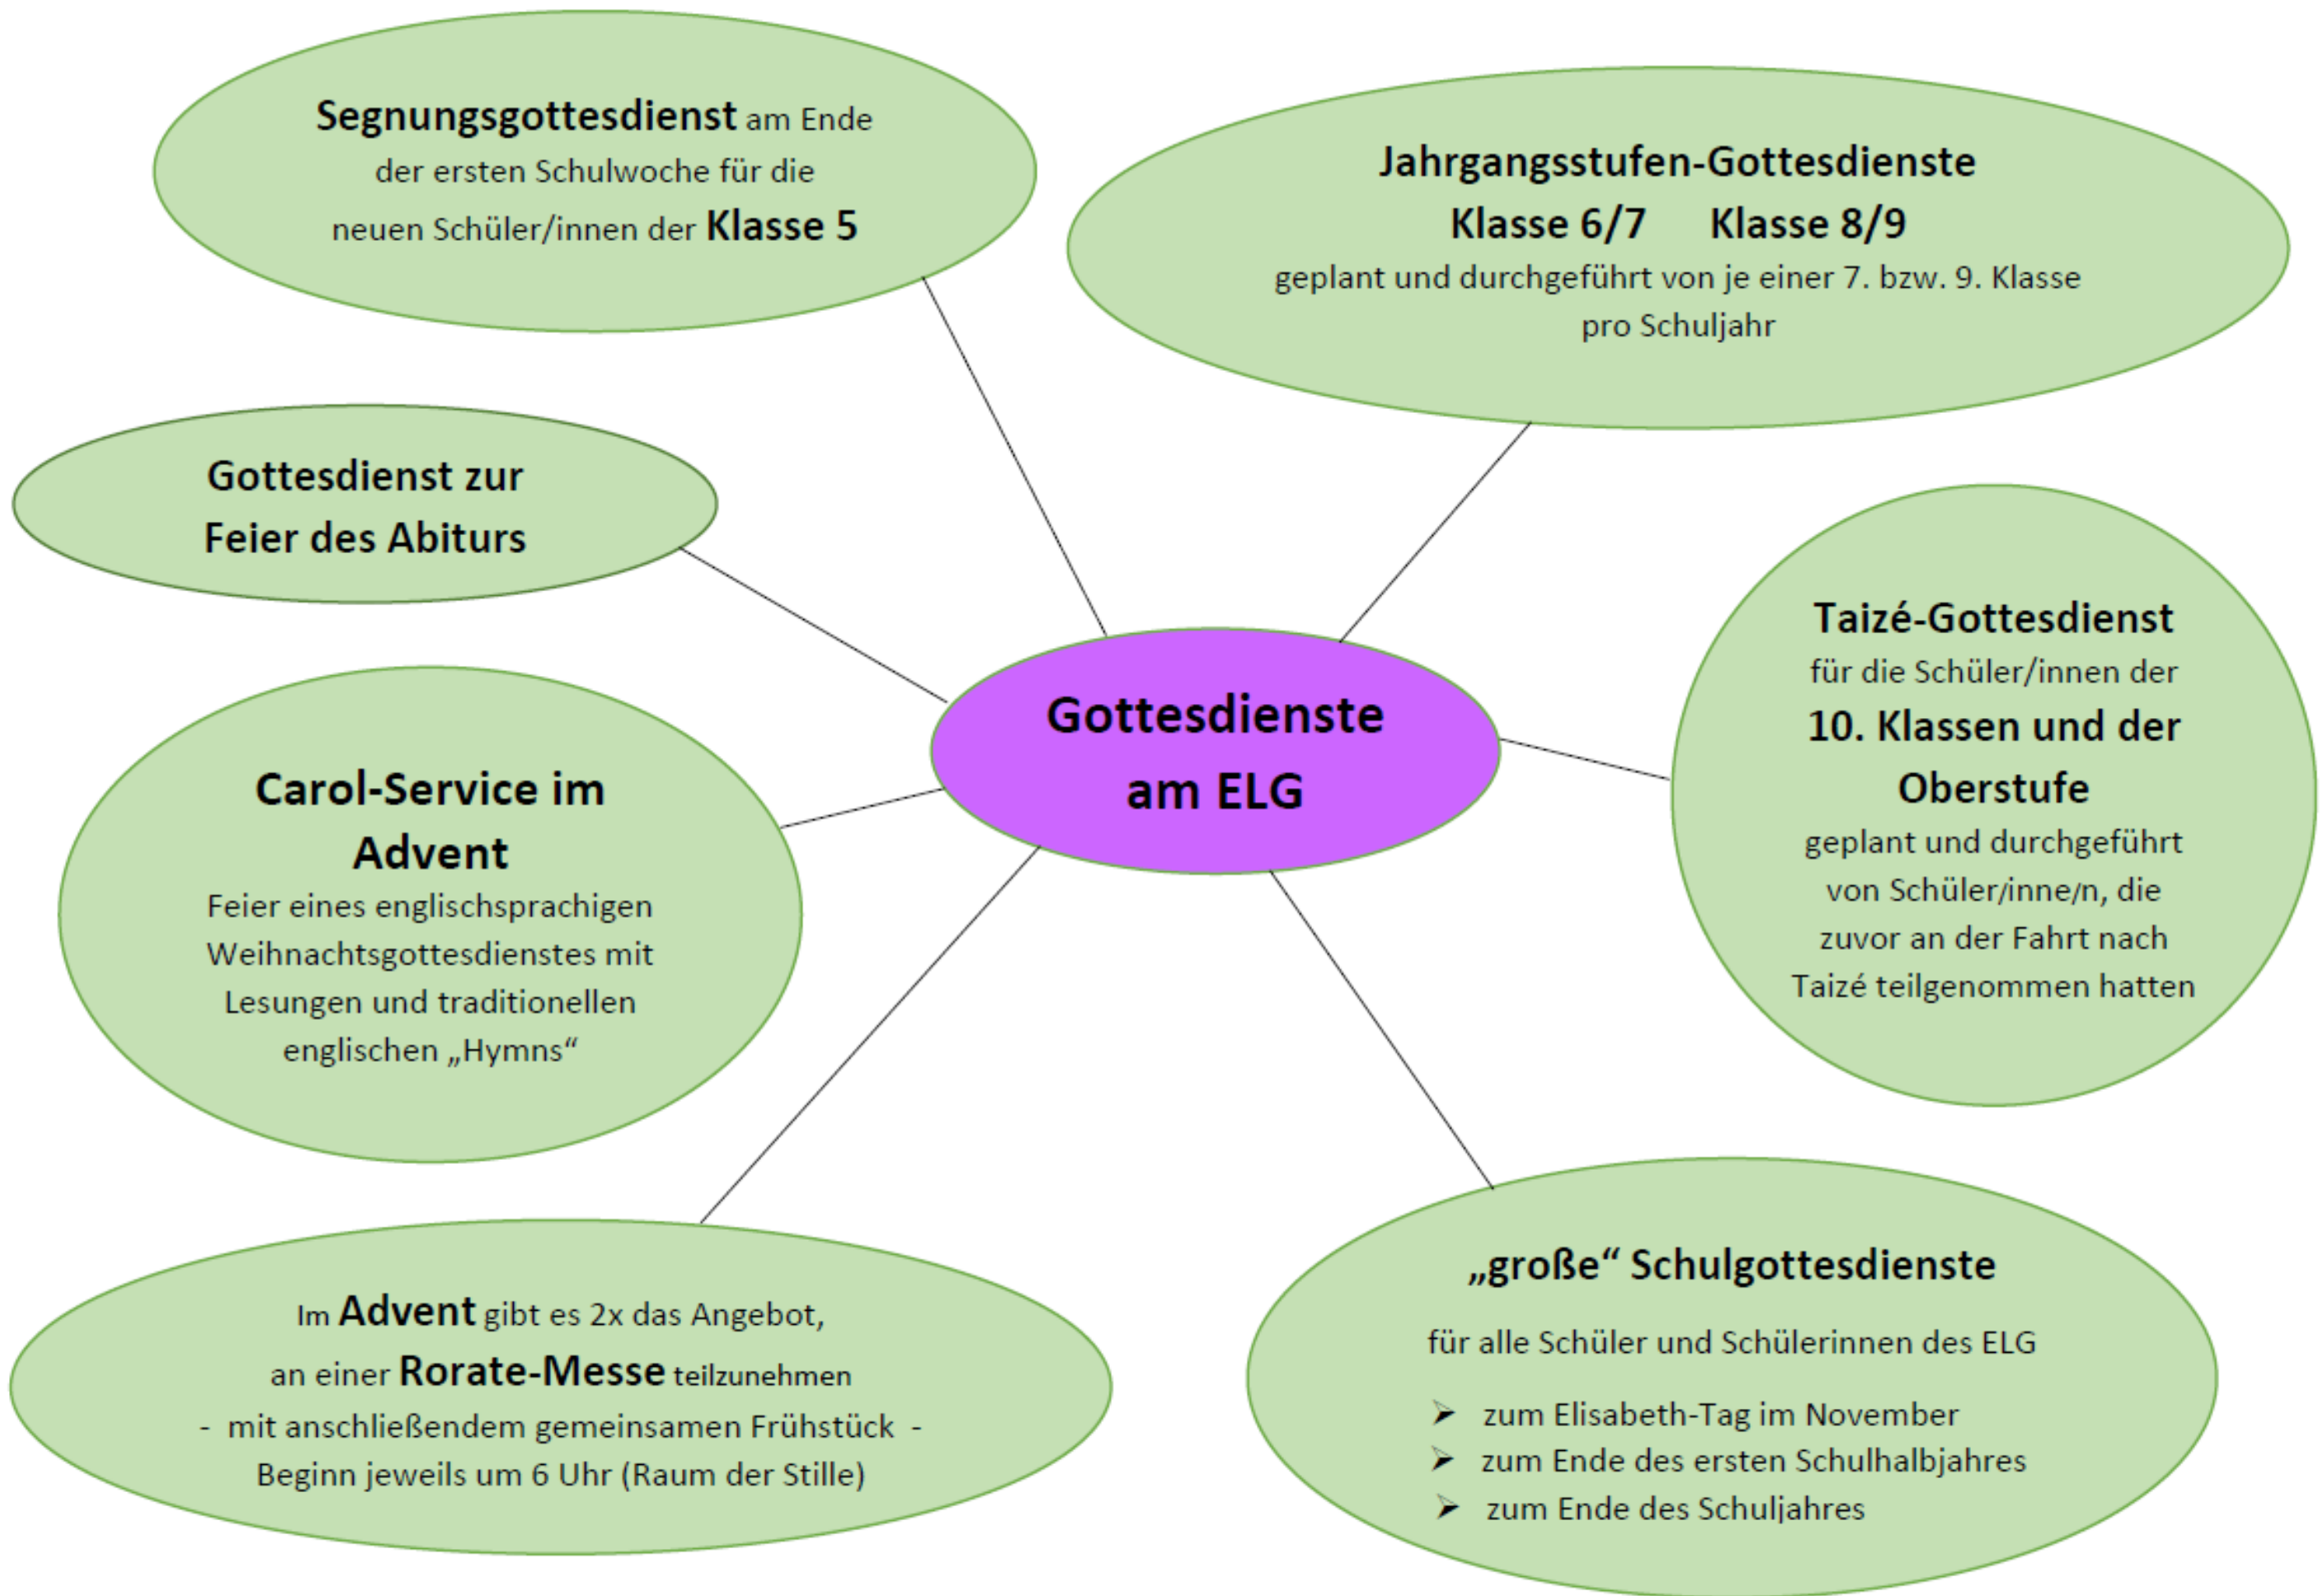 Segnungsgottesdienst am Ende
der ersten Schulwoche für die
neuen Schüler/innen der Klasse 5
Jahrgangsstufen-Gottesdienste
Klasse 6/7 Klasse 8/9
geplant und durchgeführt von je einer 7. bzw. 9. Klasse
pro Schuljahr
Gottesdienst zur
Feier des Abiturs
Gottesdienste
am ELG
Taizé-Gottesdienst
für die Schüler/innen der
10. Klassen und der
Oberstufe
geplant und durchgeführt
von Schüler/inne/n, die
zuvor an der Fahrt nach
Taizé teilgenommen hatten
Carol-Service im
Advent
Feier eines englischsprachigen
Weihnachtsgottesdienstes mit
Lesungen und traditionellen
englischen „Hymns“
Im Advent gibt es 2x das Angebot,
an einer Rorate-Messe teilzunehmen
- mit anschließendem gemeinsamen Frühstück -
Beginn jeweils um 6 Uhr (Raum der Stille)
„große“ Schulgottesdienste
für alle Schüler und Schülerinnen des ELG
➢ zum Elisabeth-Tag im November
➢ zum Ende des ersten Schulhalbjahres
➢ zum Ende des Schuljahres